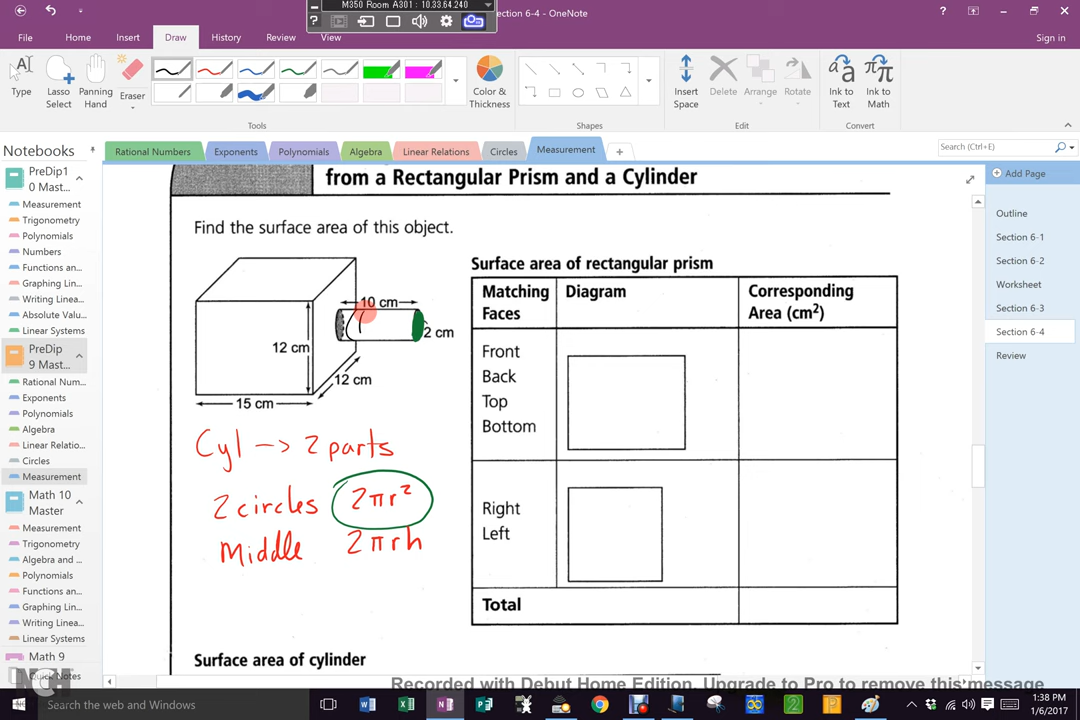 M350 Room A301 : 10.33.64.240
Section 6-4 - OneNote
File
Home
Insert
Draw
History
Review
View
Sign in
Type
Lasso Select
Panning Hand
Eraser
Color & Thickness
Insert Space
Delete
Arrange
Rotate
Ink to Text
Ink to Math
Tools
Shapes
Edit
Convert
Notebooks
Rational Numbers
Exponents
Polynomials
Algebra
Linear Relations
Circles
Measurement
Search (Ctrl+E)
PreDip1
0 Mast...
Measurement
Trigonometry
Polynomials
Numbers
Functions an...
Graphing Lin...
Writing Linea...
Absolute Valu...
Linear Systems
PreDip
9 Mast...
Rational Num...
Exponents
Polynomials
Algebra
Linear Relatio...
Circles
Measurement
Math 10
Master
Measurement
Trigonometry
Algebra and ...
Polynomials
Functions an...
Graphing Lin...
Writing Linea...
Linear Systems
Math 9
Quick Notes
NCH
from a Rectangular Prism and a Cylinder
Find the surface area of this object.
10 cm
2 cm
12 cm
12 cm
15 cm
Cyl → 2 parts
2 circles 2πr²
Middle 2πrh
Surface area of rectangular prism
Matching Faces
Diagram
Corresponding Area (cm²)
Front
Back
Top
Bottom
Right
Left
Total
Surface area of cylinder
Add Page
Outline
Section 6-1
Section 6-2
Worksheet
Section 6-3
Section 6-4
Review
Recorded with Debut Home Edition. Upgrade to Pro to remove this message
Search the web and Windows
1:38 PM
1/6/2017